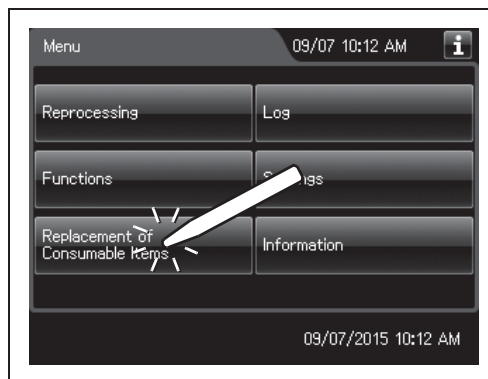 Menu 09/07 10:12 AM i
Reprocessing Log
Functions
Replacement of
Consumable Items Information
09/07/2015 10:12 AM